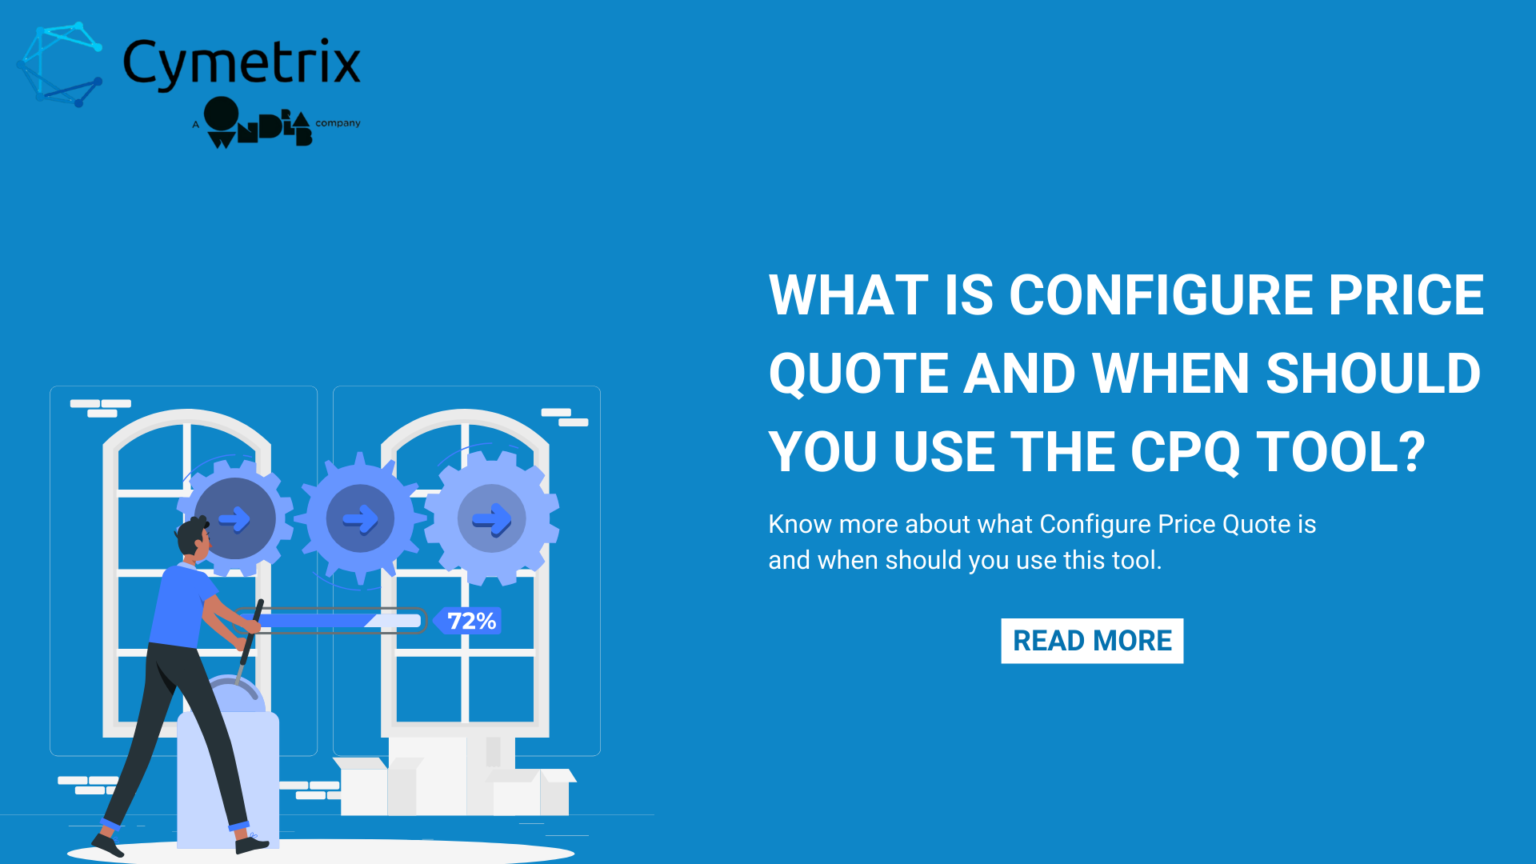 Cymetrix
A WNDRLAB company
WHAT IS CONFIGURE PRICE
QUOTE AND WHEN SHOULD
YOU USE THE CPQ TOOL?
Know more about what Configure Price Quote is
and when should you use this tool.
72%
READ MORE